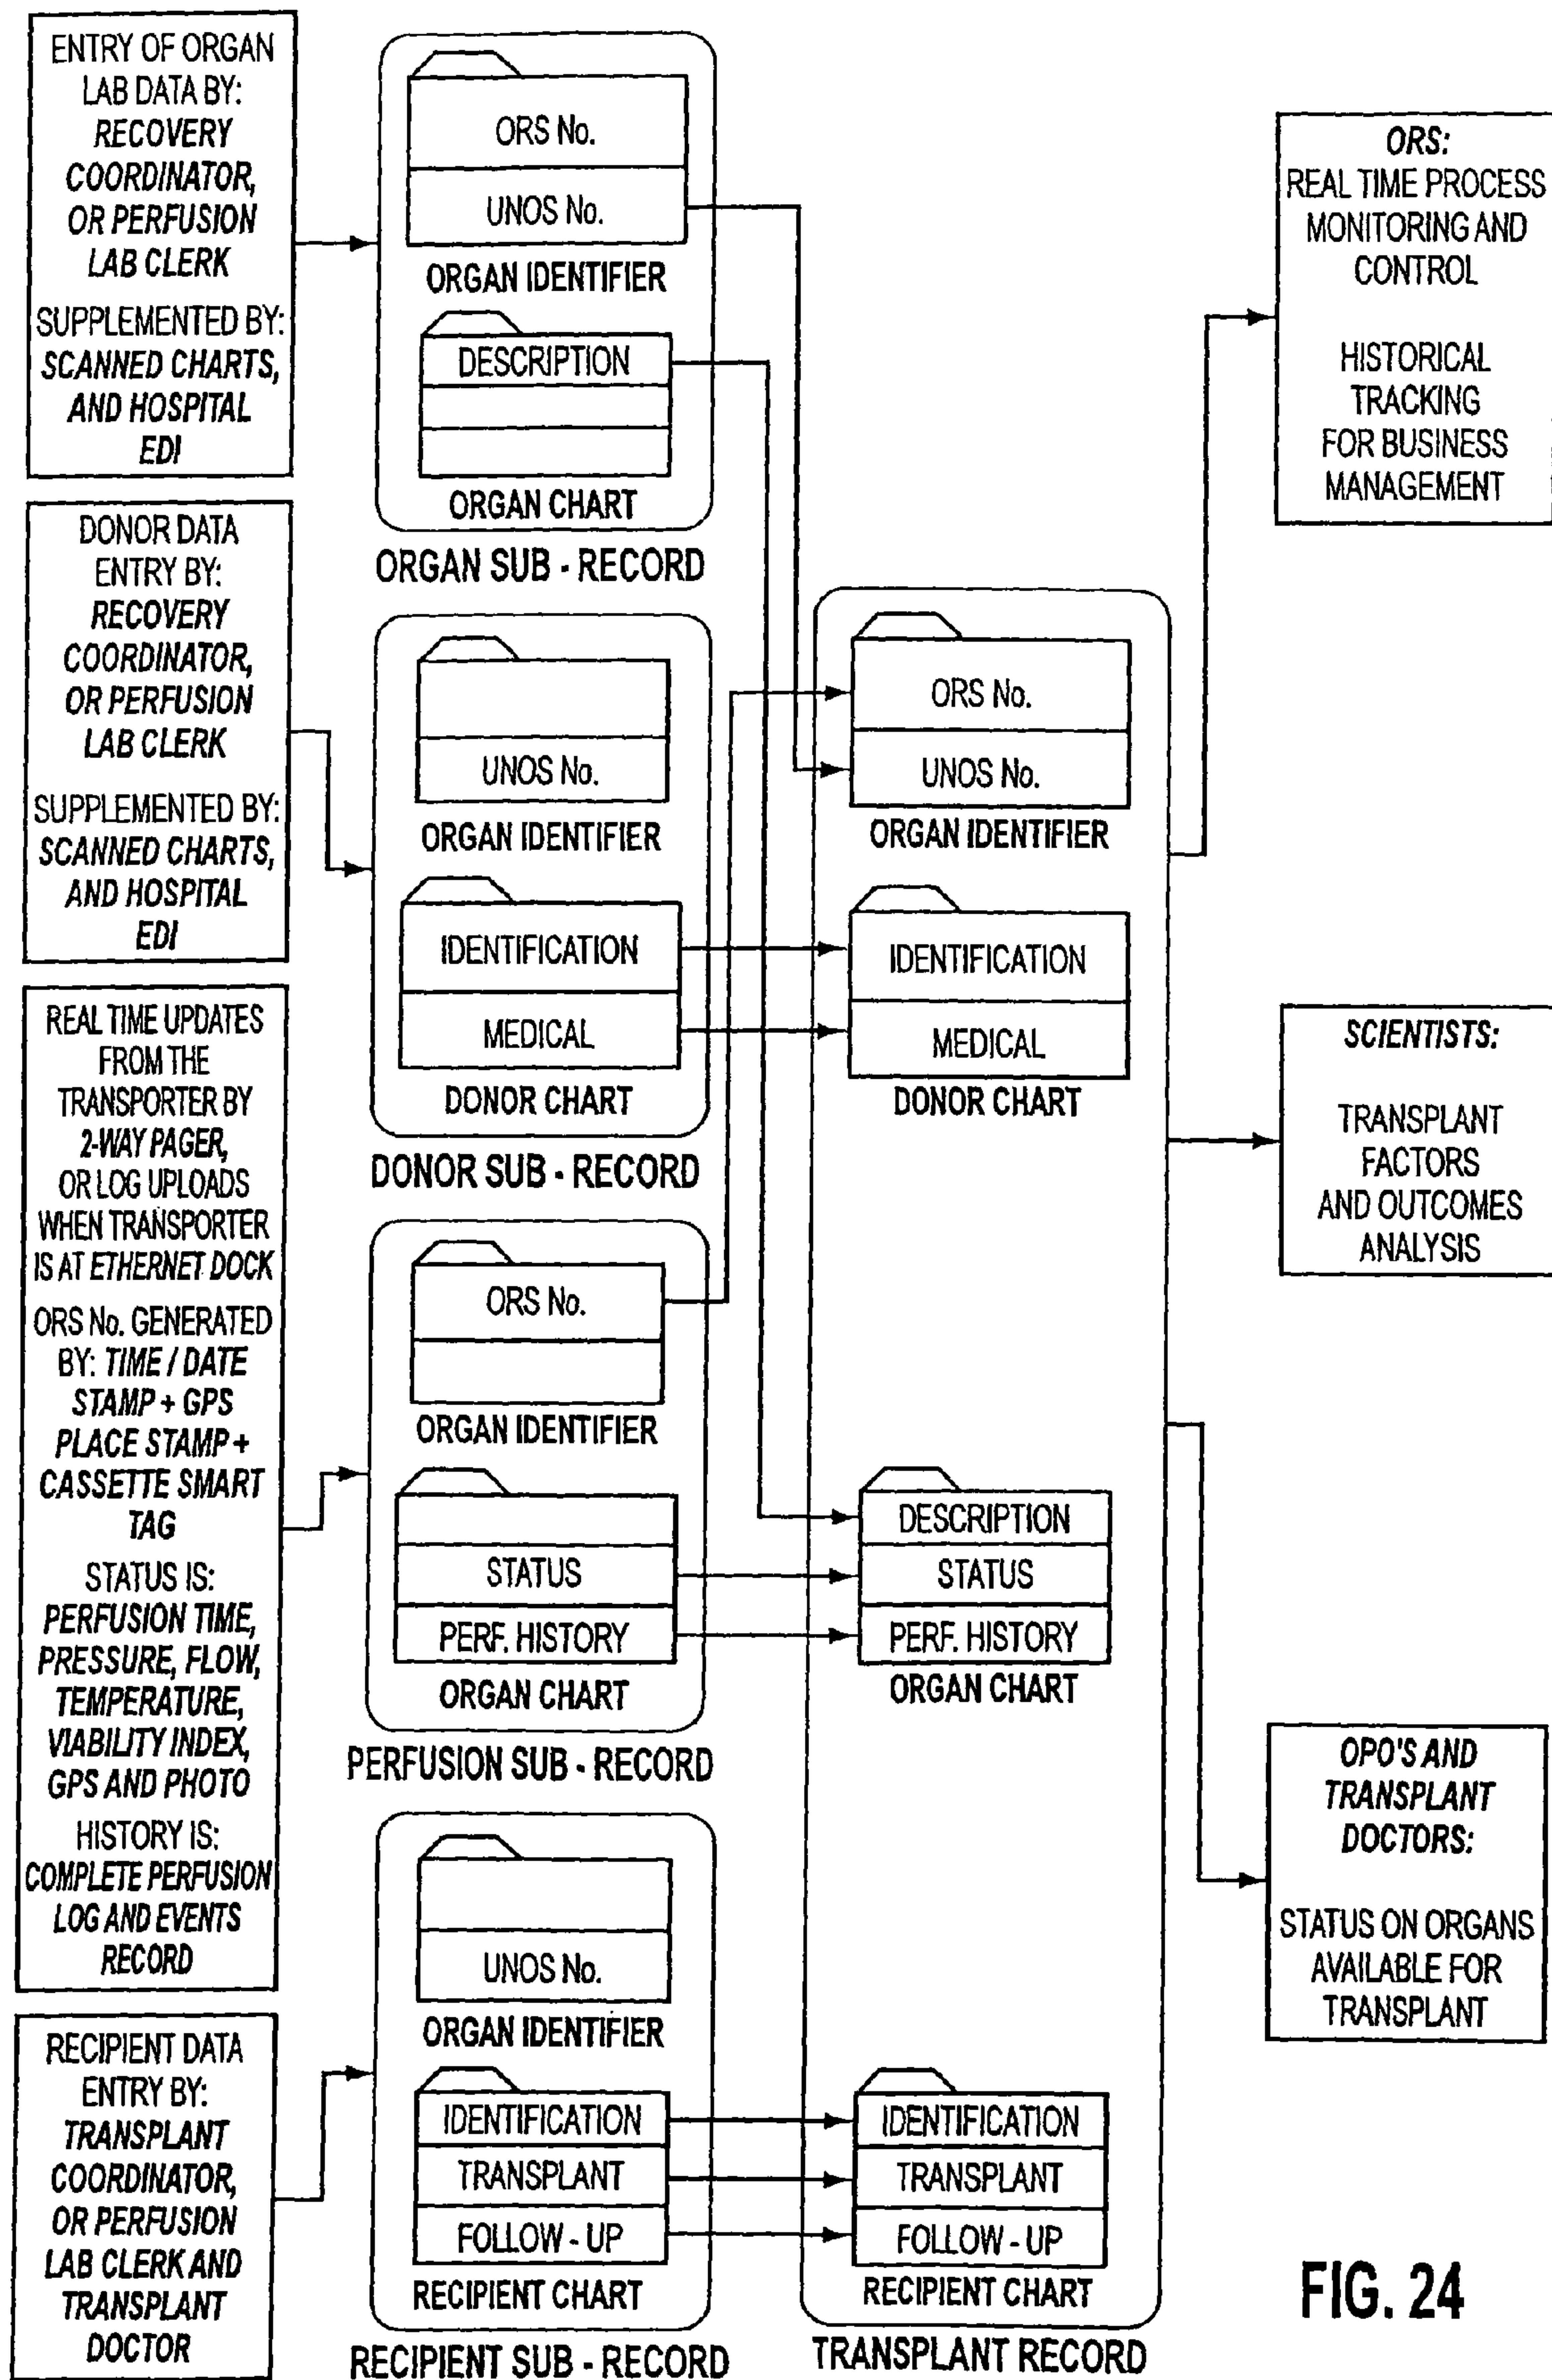 ENTRY OF ORGAN
LAB DATA BY:
RECOVERY
COORDINATOR,
OR PERFUSION
LAB CLERK
SUPPLEMENTED BY:
SCANNED CHARTS,
AND HOSPITAL
EDI
DONOR DATA
ENTRY BY:
RECOVERY
COORDINATOR,
OR PERFUSION
LAB CLERK
SUPPLEMENTED BY:
SCANNED CHARTS,
AND HOSPITAL
EDI
REAL TIME UPDATES
FROM THE
TRANSPORTER BY
2-WAY PAGER,
OR LOG UPLOADS
WHEN TRANSPORTER
IS AT ETHERNET DOCK
ORS No. GENERATED
BY: TIME / DATE
STAMP + GPS
PLACE STAMP +
CASSETTE SMART
TAG
STATUS IS:
PERFUSION TIME,
PRESSURE, FLOW,
TEMPERATURE,
VIABILITY INDEX,
GPS AND PHOTO
HISTORY IS:
COMPLETE PERFUSION
LOG AND EVENTS
RECORD
RECIPIENT DATA
ENTRY BY:
TRANSPLANT
COORDINATOR,
OR PERFUSION
LAB CLERK AND
TRANSPLANT
DOCTOR
ORS No.
UNOS No.
ORGAN IDENTIFIER
DESCRIPTION
ORGAN CHART
ORGAN SUB - RECORD
UNOS No.
ORGAN IDENTIFIER
IDENTIFICATION
MEDICAL
DONOR CHART
DONOR SUB - RECORD
ORS No.
ORGAN IDENTIFIER
STATUS
PERF. HISTORY
ORGAN CHART
PERFUSION SUB - RECORD
UNOS No.
ORGAN IDENTIFIER
IDENTIFICATION
TRANSPLANT
FOLLOW - UP
RECIPIENT CHART
RECIPIENT SUB - RECORD
ORS No.
UNOS No.
ORGAN IDENTIFIER
IDENTIFICATION
MEDICAL
DONOR CHART
DESCRIPTION
STATUS
PERF. HISTORY
ORGAN CHART
IDENTIFICATION
TRANSPLANT
FOLLOW - UP
RECIPIENT CHART
TRANSPLANT RECORD
ORS:
REAL TIME PROCESS
MONITORING AND
CONTROL
HISTORICAL
TRACKING
FOR BUSINESS
MANAGEMENT
SCIENTISTS:
TRANSPLANT
FACTORS
AND OUTCOMES
ANALYSIS
OPO'S AND
TRANSPLANT
DOCTORS:
STATUS ON ORGANS
AVAILABLE FOR
TRANSPLANT
FIG. 24